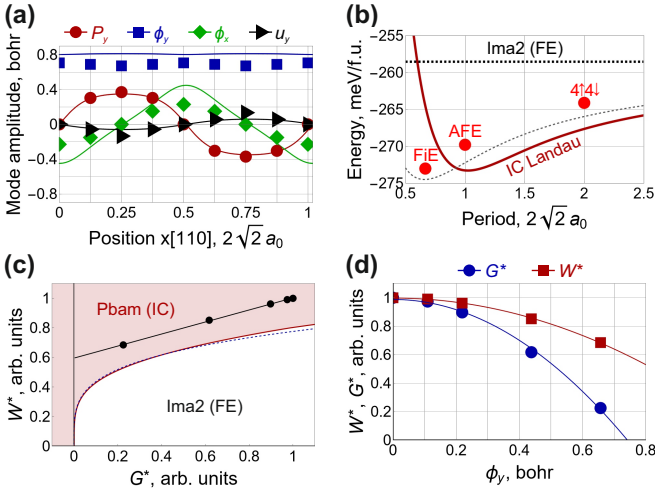 (a)
P_y ϕ_y ϕ_x u_y
Mode amplitude, bohr
0.8
0.4
0
−0.4
−0.8
0 0.25 0.5 0.75 1
Position x[110], 2√2 a_0
(b)
Energy, meV/f.u.
−255
−260
−265
−270
−275
Ima2 (FE)
4↑4↓
AFE
FiE
IC Landau
0.5 1 1.5 2 2.5
Period, 2√2 a_0
(c)
W*, arb. units
1
0.8
0.6
0.4
0.2
0
Pbam (IC)
Ima2 (FE)
0 0.2 0.4 0.6 0.8 1
G*, arb. units
(d)
G* W*
W*, G*, arb. units
1
0.8
0.6
0.4
0.2
0
0 0.2 0.4 0.6 0.8
ϕ_y, bohr